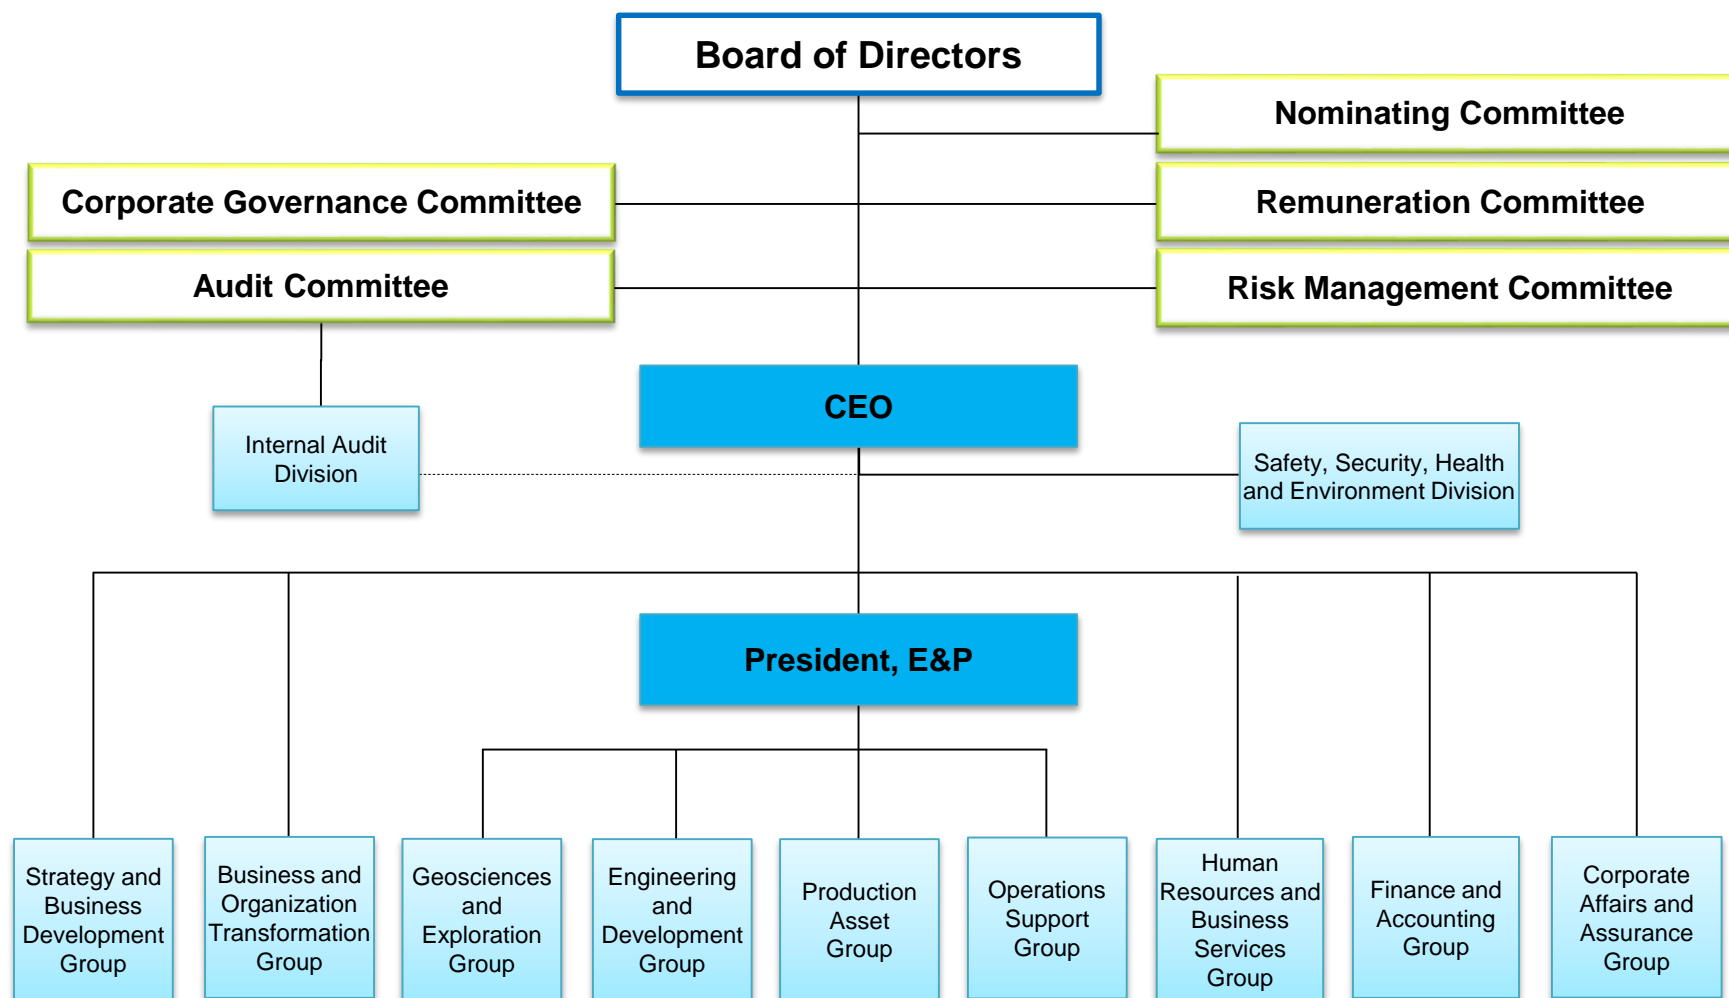 Board of Directors
Nominating Committee
Corporate Governance Committee
Remuneration Committee
Audit Committee
Risk Management Committee
CEO
Internal Audit
Division
Safety, Security, Health
and Environment Division
President, E&P
Strategy and
Business
Development
Group
Business and
Organization
Transformation
Group
Geosciences
and
Exploration
Group
Engineering
and
Development
Group
Production
Asset
Group
Operations
Support
Group
Human
Resources and
Business
Services
Group
Finance and
Accounting
Group
Corporate
Affairs and
Assurance
Group